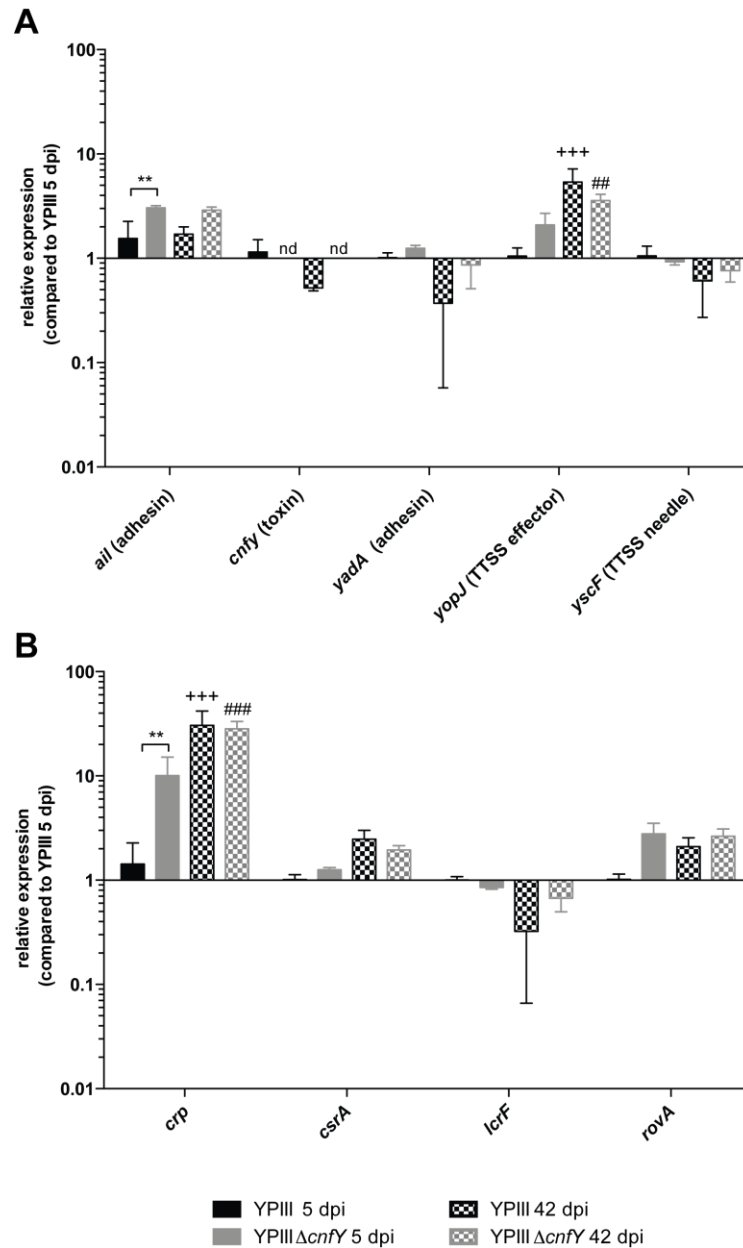 A
100
10
1
0.1
0.01
relative expression
(compared to YPIII 5 dpi)
**
nd
nd
+++
##
ail (adhesin)
cnfy (toxin)
yadA (adhesin)
yopJ (TTSS effector)
yscF (TTSS needle)
B
100
10
1
0.1
0.01
relative expression
(compared to YPIII 5 dpi)
**
+++
###
crp
csrA
lcrF
rovA
YPIII 5 dpi
YPIII 42 dpi
YPIII ΔcnfY 5 dpi
YPIII ΔcnfY 42 dpi